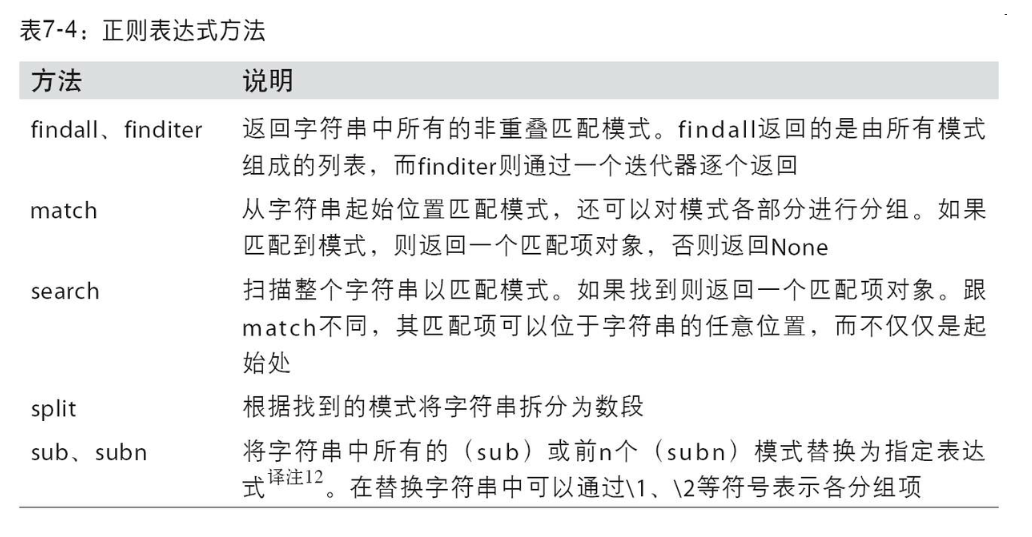 表7-4：正则表达式方法
方法 说明
findall、finditer 返回字符串中所有的非重叠匹配模式。findall返回的是由所有模式
组成的列表，而finditer则通过一个迭代器逐个返回
match 从字符串起始位置匹配模式，还可以对模式各部分进行分组。如果
匹配到模式，则返回一个匹配项对象，否则返回None
search 扫描整个字符串以匹配模式。如果找到则返回一个匹配项对象。跟
match不同，其匹配项可以位于字符串的任意位置，而不仅仅是起
始处
split 根据找到的模式将字符串拆分为数段
sub、subn 将字符串中所有的（sub）或前n个（subn）模式替换为指定表达
式译注12。在替换字符串中可以通过\1、\2等符号表示各分组项